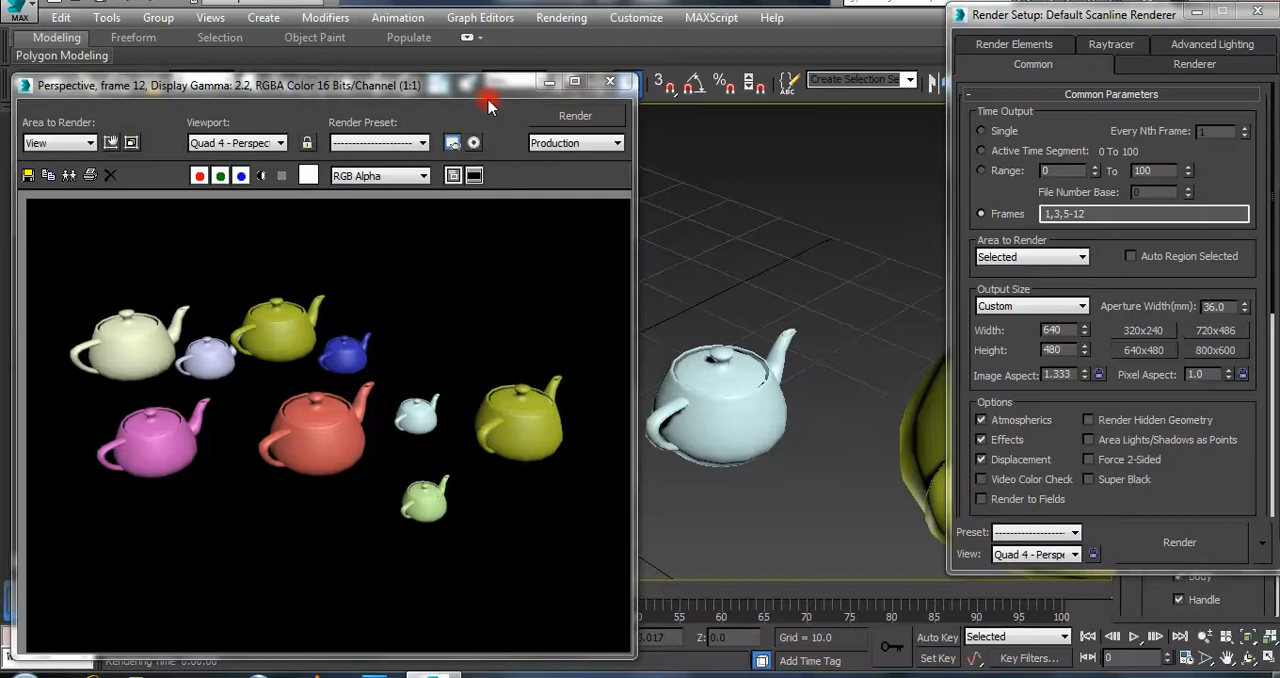 MAX
Edit Tools Group Views Create Modifiers Animation Graph Editors Rendering Customize MAXScript Help
Modeling Freeform Selection Object Paint Populate
Polygon Modeling
Perspective, frame 12, Display Gamma: 2.2, RGBA Color 16 Bits/Channel (1:1)
3 % ABC Create Selection Se
Area to Render: Viewport: Render Preset: Render
View Quad 4 - Perspec -------------------- Production
RGB Alpha
Render Setup: Default Scanline Renderer
Render Elements Raytracer Advanced Lighting
Common Renderer
- Common Parameters
Time Output
Single Every Nth Frame: 1
Active Time Segment: 0 To 100
Range: 0 To 100
File Number Base: 0
Frames 1,3,5-12
Area to Render
Selected Auto Region Selected
Output Size
Custom Aperture Width(mm): 36.0
Width: 640 320x240 720x486
Height: 480 640x480 800x600
Image Aspect: 1.333 Pixel Aspect: 1.0
Options
Atmospherics Render Hidden Geometry
Effects Area Lights/Shadows as Points
Displacement Force 2-Sided
Video Color Check Super Black
Render to Fields
Preset: -------------------- Render
View: Quad 4 - Perspe
Body
Handle
55 60 65 70 75 80 85 90 95 100
Z: 0.0 Grid = 10.0 Auto Key Selected
Add Time Tag Set Key Key Filters... 0
Rendering Time 0:00:00